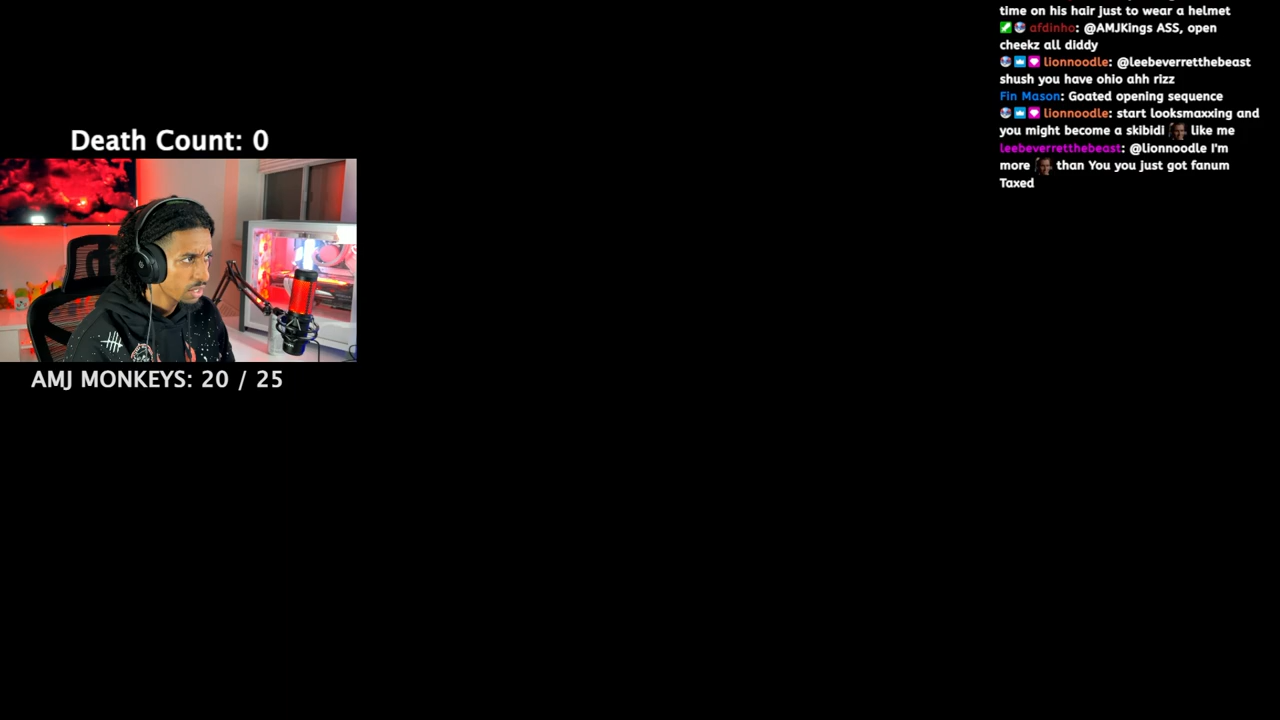 time on his hair just to wear a helmet
afdinho: @AMJKings ASS, open
cheekz all diddy
lionnoodle: @leebeverretthebeast
shush you have ohio ahh rizz
Fin Mason: Goated opening sequence
lionnoodle: start looksmaxxing and
you might become a skibidi like me
leebeverretthebeast: @lionnoodle I'm
more than You you just got fanum
Taxed
Death Count: 0
AMJ MONKEYS: 20 / 25